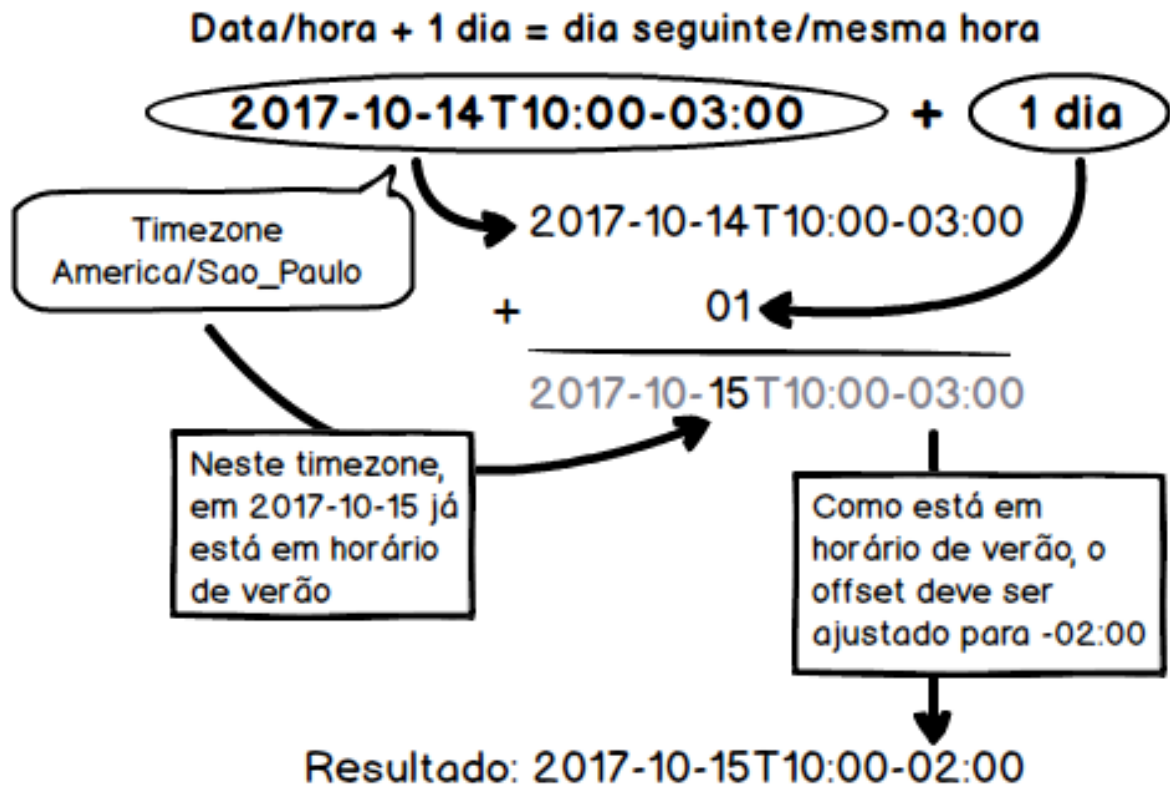 Data/hora + 1 dia = dia seguinte/mesma hora
2017-10-14T10:00-03:00 + 1 dia
Timezone
America/Sao_Paulo
2017-10-14T10:00-03:00
+ 01
2017-10-15T10:00-03:00
Neste timezone,
em 2017-10-15 já
está em horário
de verão
Como está em
horário de verão, o
offset deve ser
ajustado para -02:00
Resultado: 2017-10-15T10:00-02:00